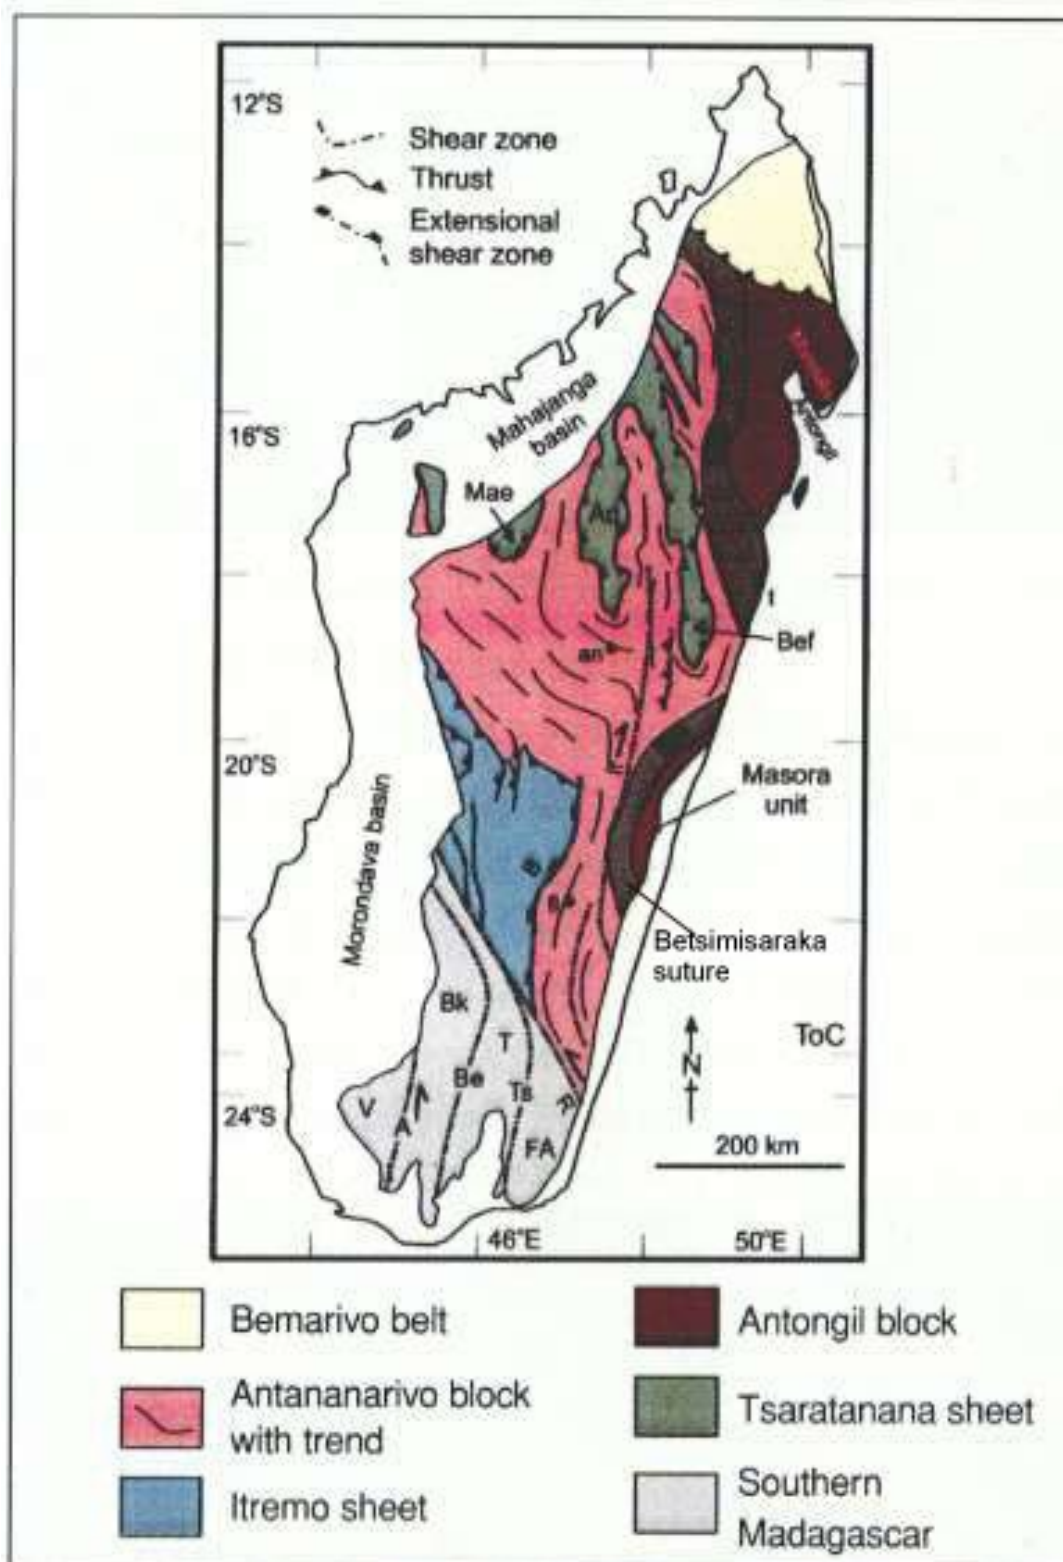 12°S
Shear zone
Thrust
Extensional
shear zone
16°S
Mahajanga
basin
Mae
Antongil
t
an
Bef
20°S
Masora
unit
Morondava basin
B
Betsimisaraka
suture
Bk
T
ToC
N
Be
Ts
R
V
A
24°S
FA
200 km
46°E
50°E
Bemarivo belt
Antongil block
Antananarivo block
with trend
Tsaratanana sheet
Itremo sheet
Southern
Madagascar